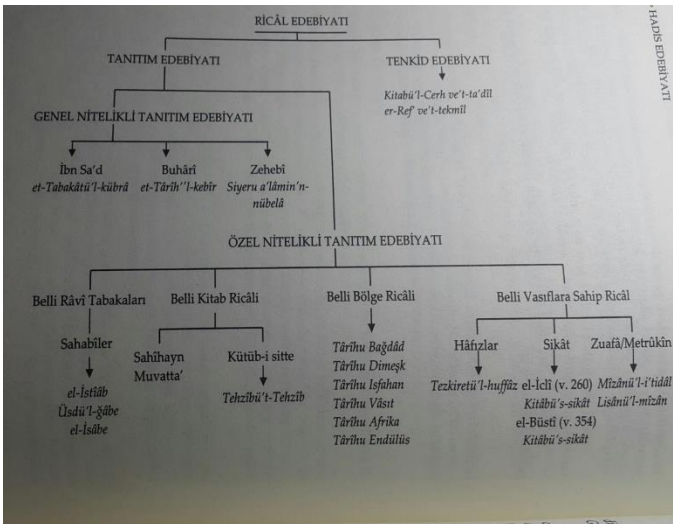 RİCÂL EDEBİYATI
• HADİS EDEBİYATI
TANITIM EDEBİYATI
TENKİD EDEBİYATI
Kitabü'l-Cerh ve't-ta'dîl
er-Ref' ve't-tekmîl
GENEL NİTELİKLİ TANITIM EDEBİYATI
İbn Sa'd
et-Tabakâtü'l-kübrâ
Buhârî
et-Târîh''l-kebîr
Zehebî
Siyeru a'lâmin'n-
nübelâ
ÖZEL NİTELİKLİ TANITIM EDEBİYATI
Belli Râvî Tabakaları
Sahabîler
el-İstîâb
Üsdü'l-ğâbe
el-İsâbe
Belli Kitab Ricâli
Sahîhayn
Muvatta'
Kütüb-i sitte
Tehzîbü't-Tehzîb
Belli Bölge Ricâli
Târîhu Bağdâd
Târîhu Dimeşk
Târîhu Isfahan
Târîhu Vâsıt
Târîhu Afrika
Târîhu Endülüs
Belli Vasıflara Sahip Ricâl
Hâfızlar
Tezkiretü'l-huffâz
Sikât
el-İclî (v. 260)
Kitâbü's-sikât
el-Büstî (v. 354)
Kitâbü's-sikât
Zuafâ/Metrûkîn
Mîzânü'l-i'tidâl
Lisânü'l-mîzân